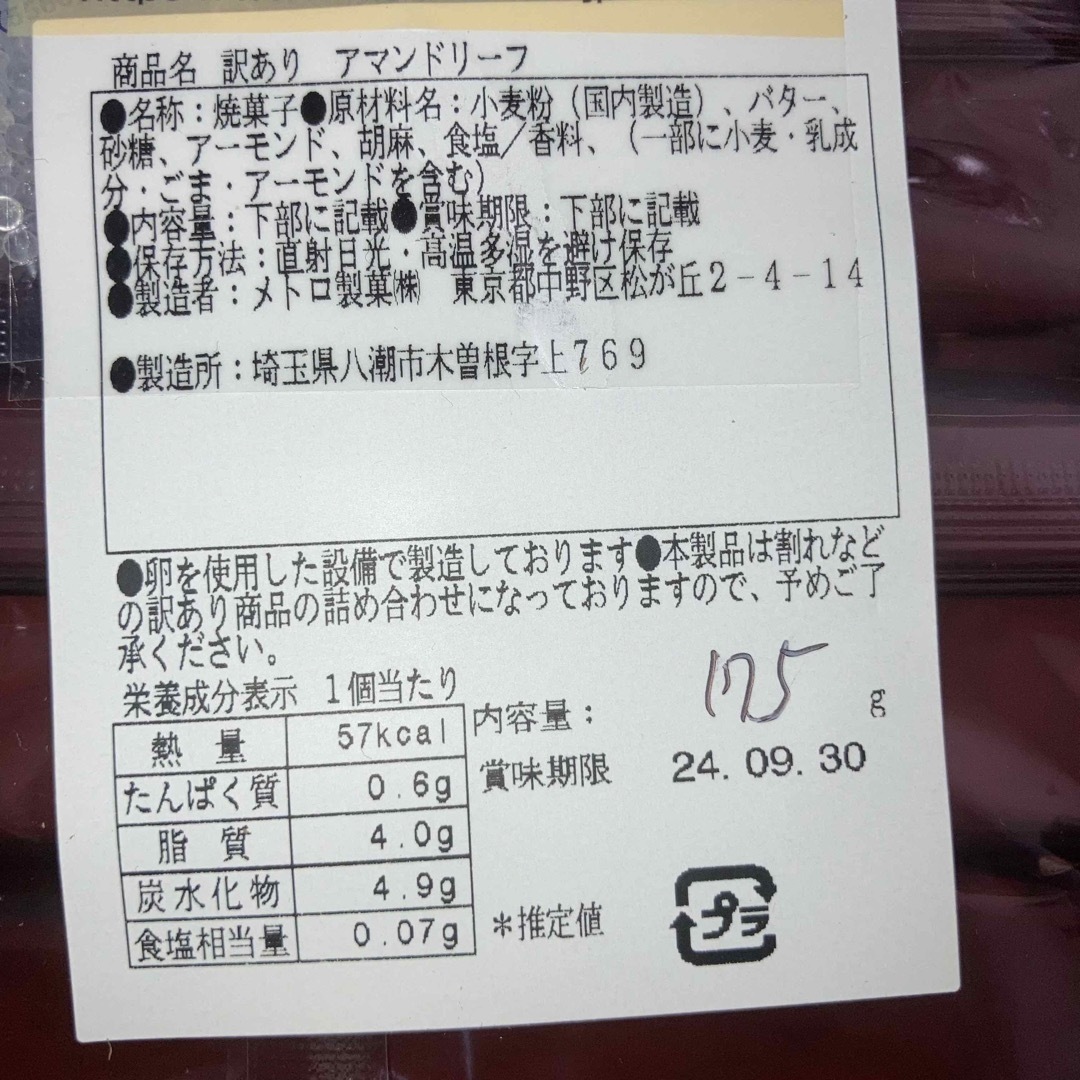 商品名 訳あり アマンドリーフ
●名称：焼菓子●原材料名：小麦粉（国内製造）、バター、
砂糖、アーモンド、胡麻、食塩／香料、（一部に小麦・乳成
分・ごま・アーモンドを含む）
●内容量：下部に記載●賞味期限：下部に記載
●保存方法：直射日光・高温多湿を避け保存
●製造者：メトロ製菓㈱ 東京都中野区松が丘2－4－14
●製造所：埼玉県八潮市木曽根字上769
●卵を使用した設備で製造しております●本製品は割れなど
の訳あり商品の詰め合わせになっておりますので、予めご了
承ください。
栄養成分表示 1個当たり
熱量 57kcal
たんぱく質 0.6g
脂質 4.0g
炭水化物 4.9g
食塩相当量 0.07g
内容量： 175 g
賞味期限 24.09.30
＊推定値
プラ